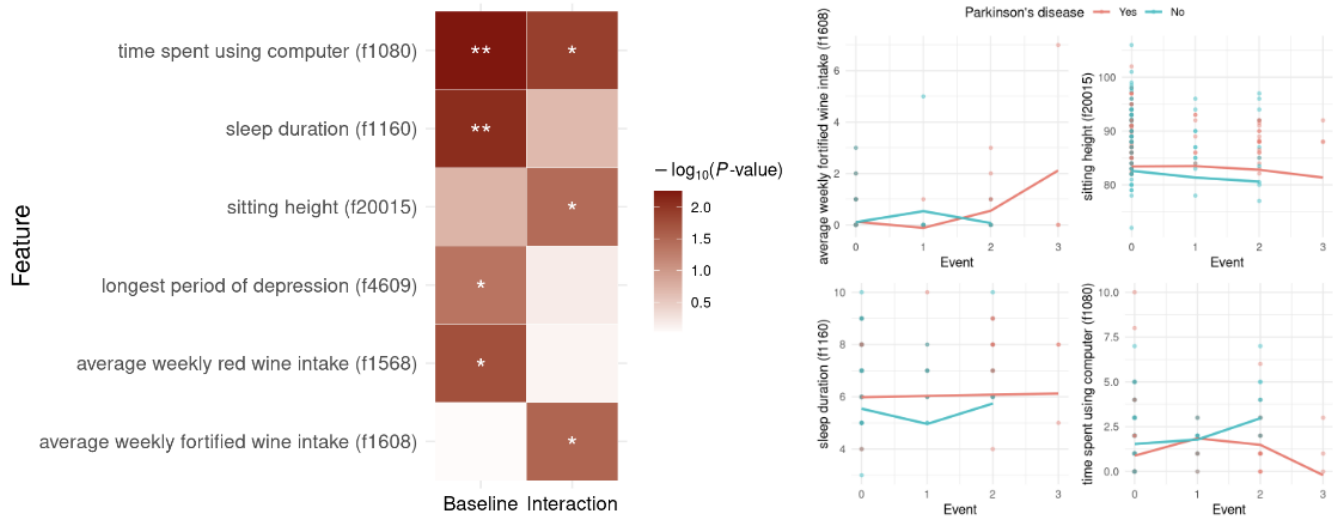 Feature
time spent using computer (f1080)
sleep duration (f1160)
sitting height (f20015)
longest period of depression (f4609)
average weekly red wine intake (f1568)
average weekly fortified wine intake (f1608)
** *
**
*
*
*
*
Baseline Interaction
− log10(P-value)
2.0
1.5
1.0
0.5
Parkinson's disease Yes No
average weekly fortified wine intake (f1608)
6
4
2
0
0 1 2 3
Event
sitting height (f20015)
100
90
80
0 1 2 3
Event
sleep duration (f1160)
10
8
6
4
0 1 2 3
Event
time spent using computer (f1080)
10.0
7.5
5.0
2.5
0.0
0 1 2 3
Event